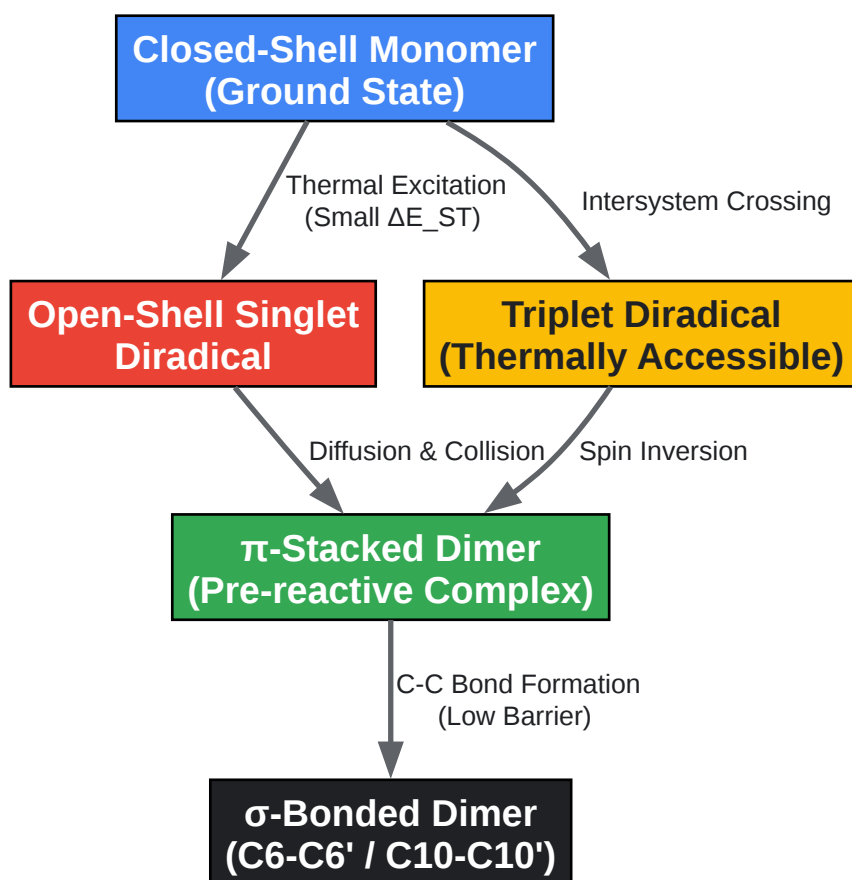 Closed-Shell Monomer
(Ground State)
Thermal Excitation
(Small ΔE_ST)
Intersystem Crossing
Open-Shell Singlet
Diradical
Triplet Diradical
(Thermally Accessible)
Diffusion & Collision
Spin Inversion
π-Stacked Dimer
(Pre-reactive Complex)
C-C Bond Formation
(Low Barrier)
σ-Bonded Dimer
(C6-C6' / C10-C10')